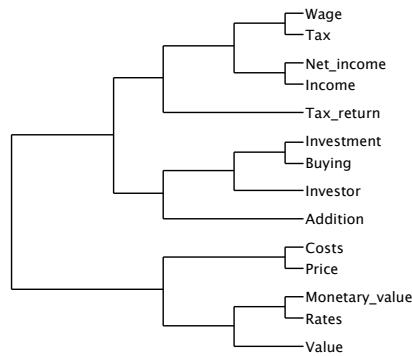 Wage
Tax
Net_income
Income
Tax_return
Investment
Buying
Investor
Addition
Costs
Price
Monetary_value
Rates
Value